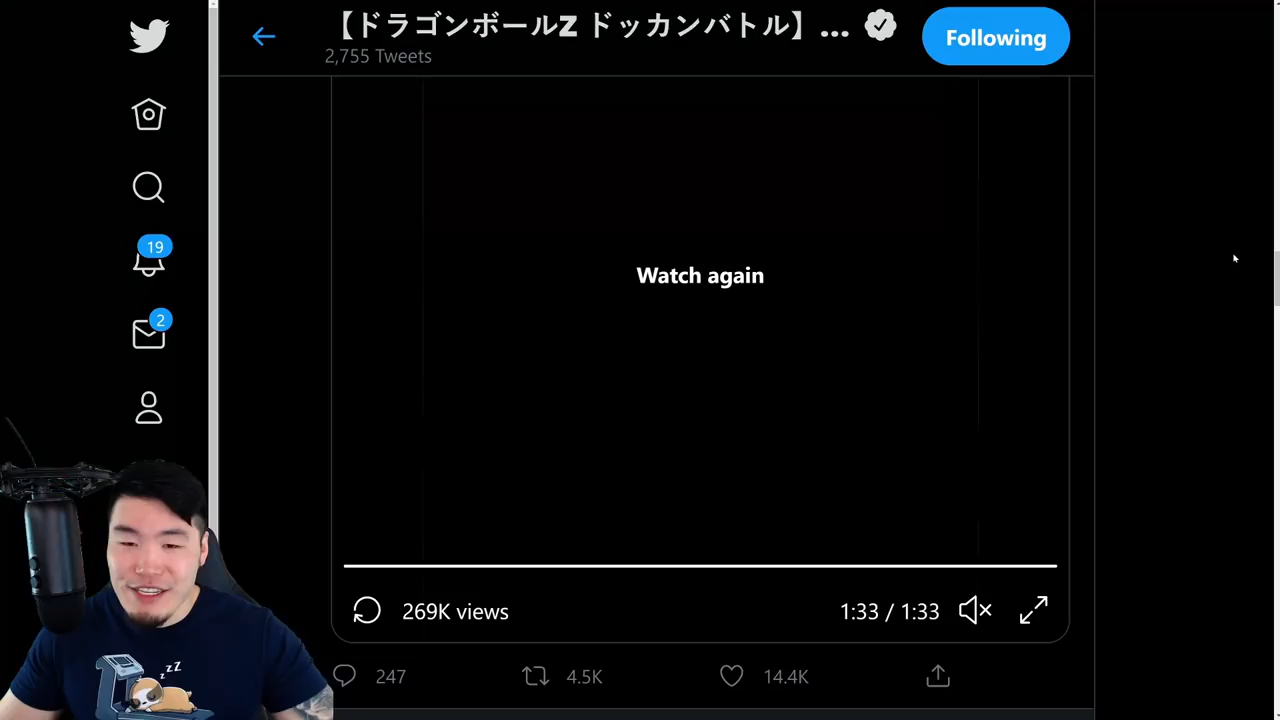 【ドラゴンボールZ ドッカンバトル】...
2,755 Tweets
Following
19
2
Watch again
269K views
1:33 / 1:33
247
4.5K
14.4K
z Z Z